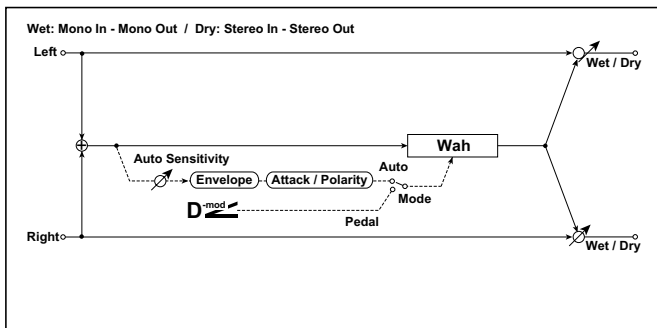 Wet: Mono In - Mono Out / Dry: Stereo In - Stereo Out
Left
Wet / Dry
Wah
Auto Sensitivity
Auto
Envelope
Attack / Polarity
Mode
D-mod
Pedal
Right
Wet / Dry